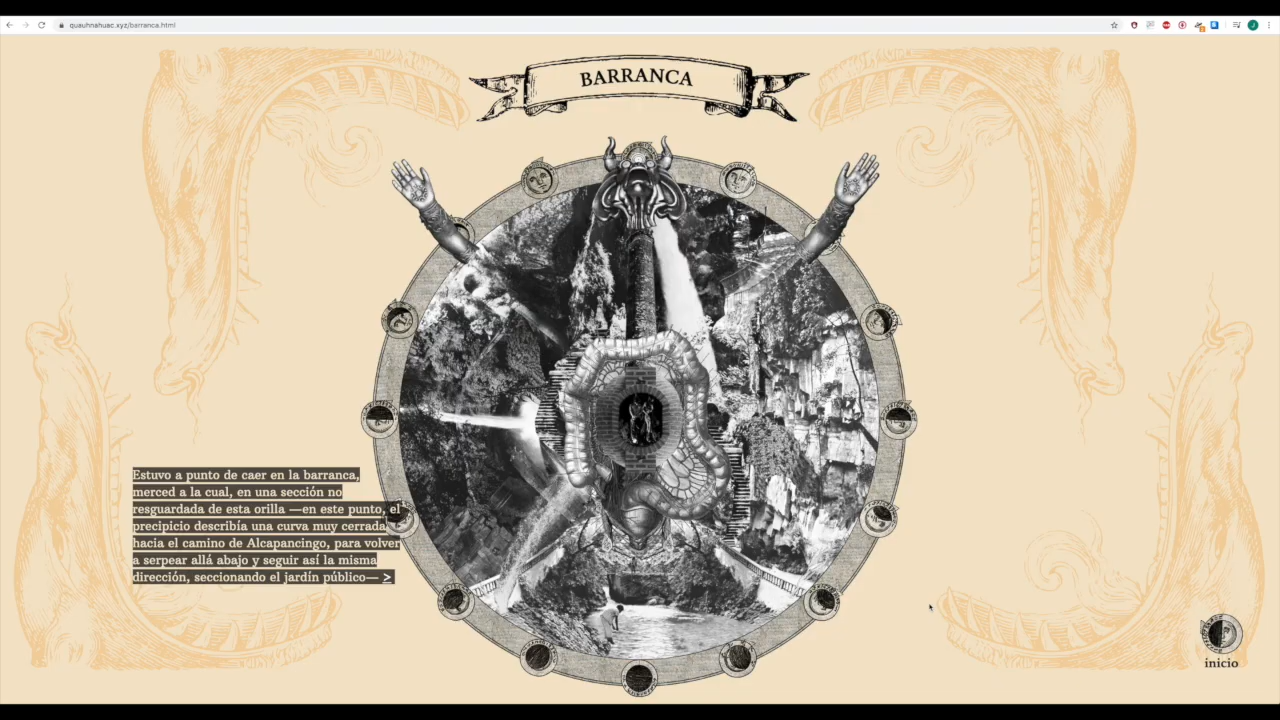 quauhnahuac.xyz/barranca.html
BARRANCA
Estuvo a punto de caer en la barranca,
merced a la cual, en una sección no
resguardada de esta orilla —en este punto, el
precipicio describía una curva muy cerrada
hacia el camino de Alcapancingo, para volver
a serpear allá abajo y seguir así la misma
dirección, seccionando el jardín público— >
inicio